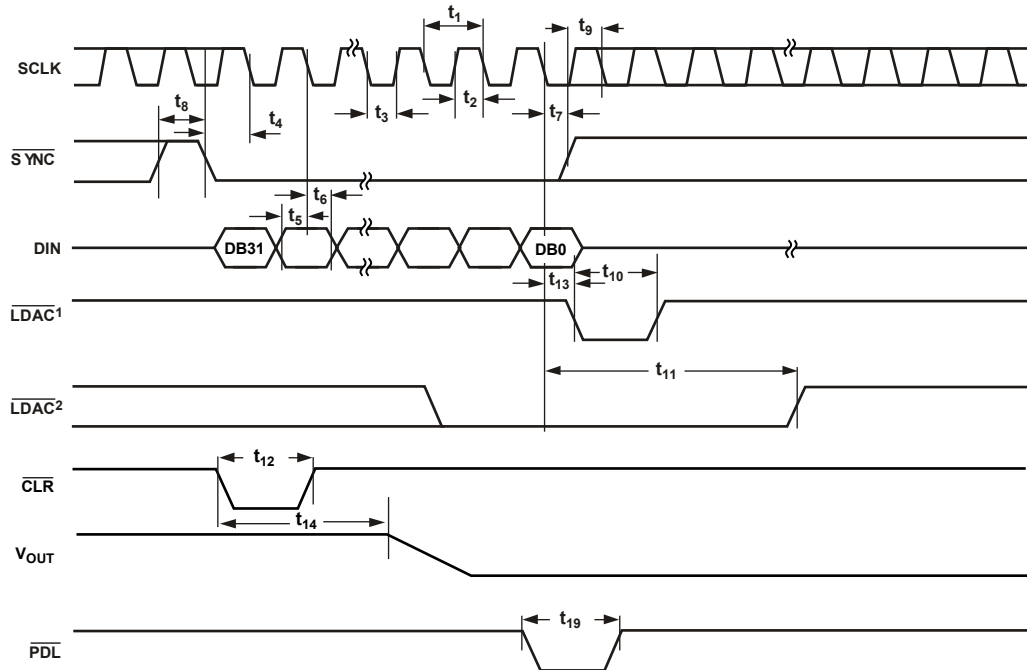 t1
t9
SCLK
t8
t4
t3
t2
t7
SYNC
t6
t5
DIN
DB31
DB0
t10
t13
LDAC1
t11
LDAC2
t12
CLR
t14
VOUT
t19
PDL